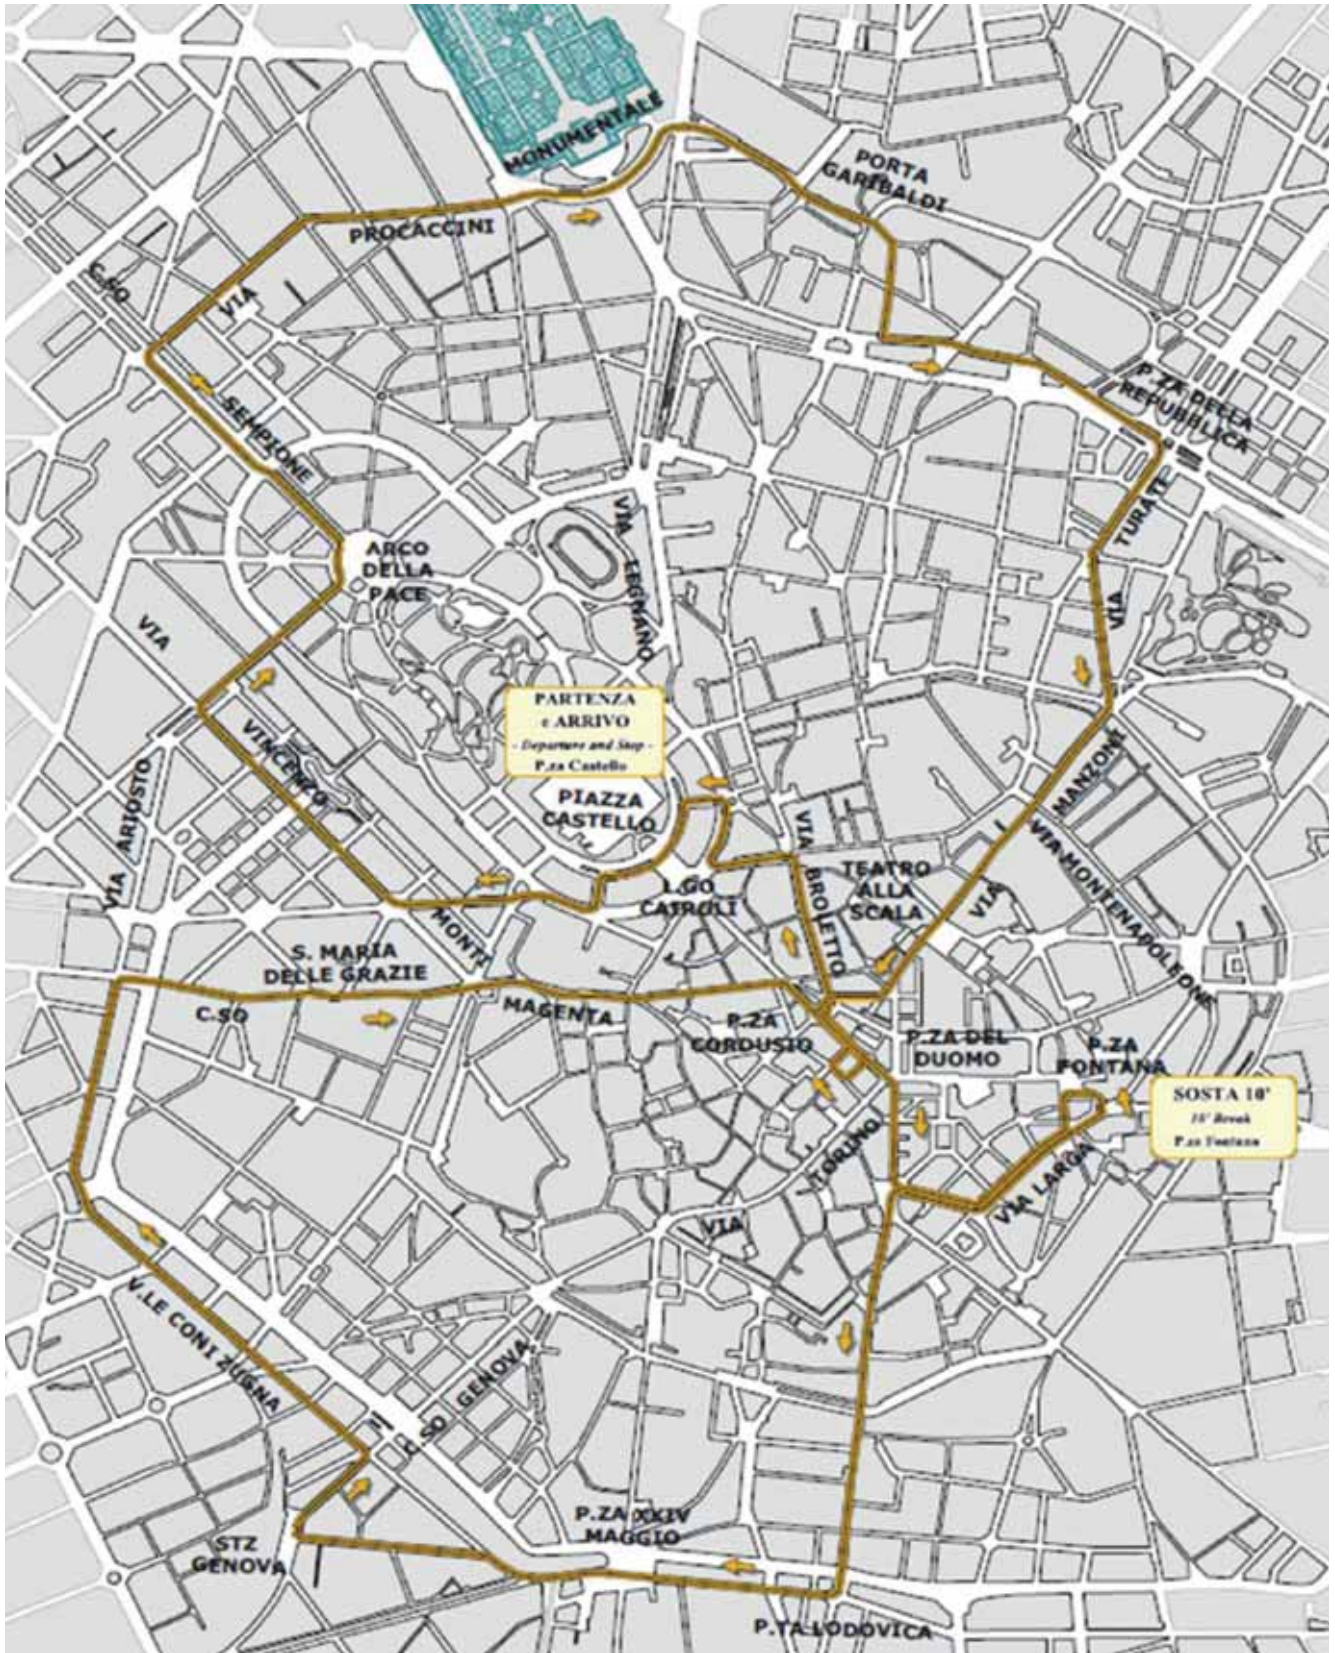 MONUMENTALE
PORTA
GARIBALDI
PROCACCINI
C.SO
VIA
P.ZA DELLA
REPUBBLICA
SEMPIONE
TURATI
VIA
VIA
LEGNANO
ARCO
DELLA
PACE
VIA
VINCENZO
PARTENZA
e ARRIVO
- Departure and Stop -
P.za Castello
PIAZZA
CASTELLO
MANZONI
VIA MONTENAPOLEONE
VIA ARIOSTO
VIA
BROLETTO
TEATRO
ALLA
SCALA
VIA
L.GO
CAIROLI
MONTI
S. MARIA
DELLE GRAZIE
C.SO
MAGENTA
P.ZA
CORDUSIO
P.ZA DEL
DUOMO
P.ZA
FONTANA
SOSTA 10'
10' Break
P.za Fontana
TORINO
VIA LARGA
VIA
V.LE CONI ZUGNA
C.SO GENOVA
P.ZA XXIV
MAGGIO
STZ
GENOVA
P.TA LODOVICA